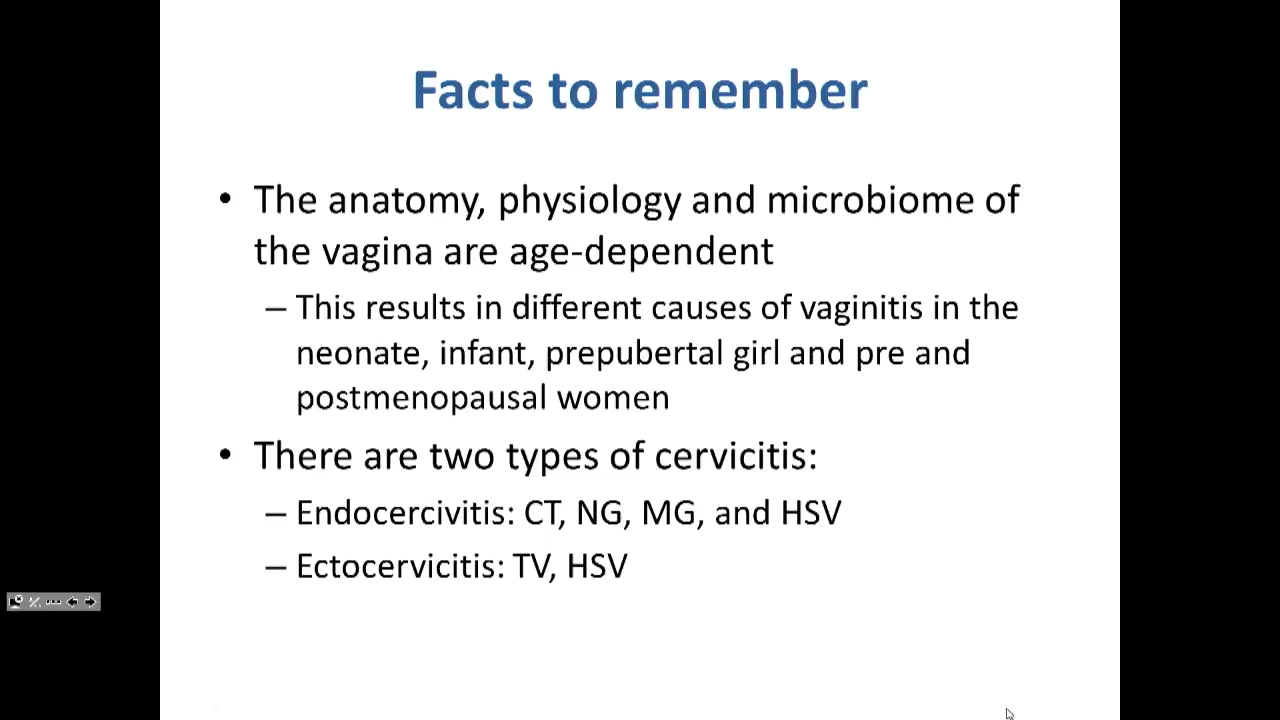 Facts to remember
• The anatomy, physiology and microbiome of
the vagina are age-dependent
– This results in different causes of vaginitis in the
neonate, infant, prepubertal girl and pre and
postmenopausal women
• There are two types of cervicitis:
– Endocercivitis: CT, NG, MG, and HSV
– Ectocervicitis: TV, HSV